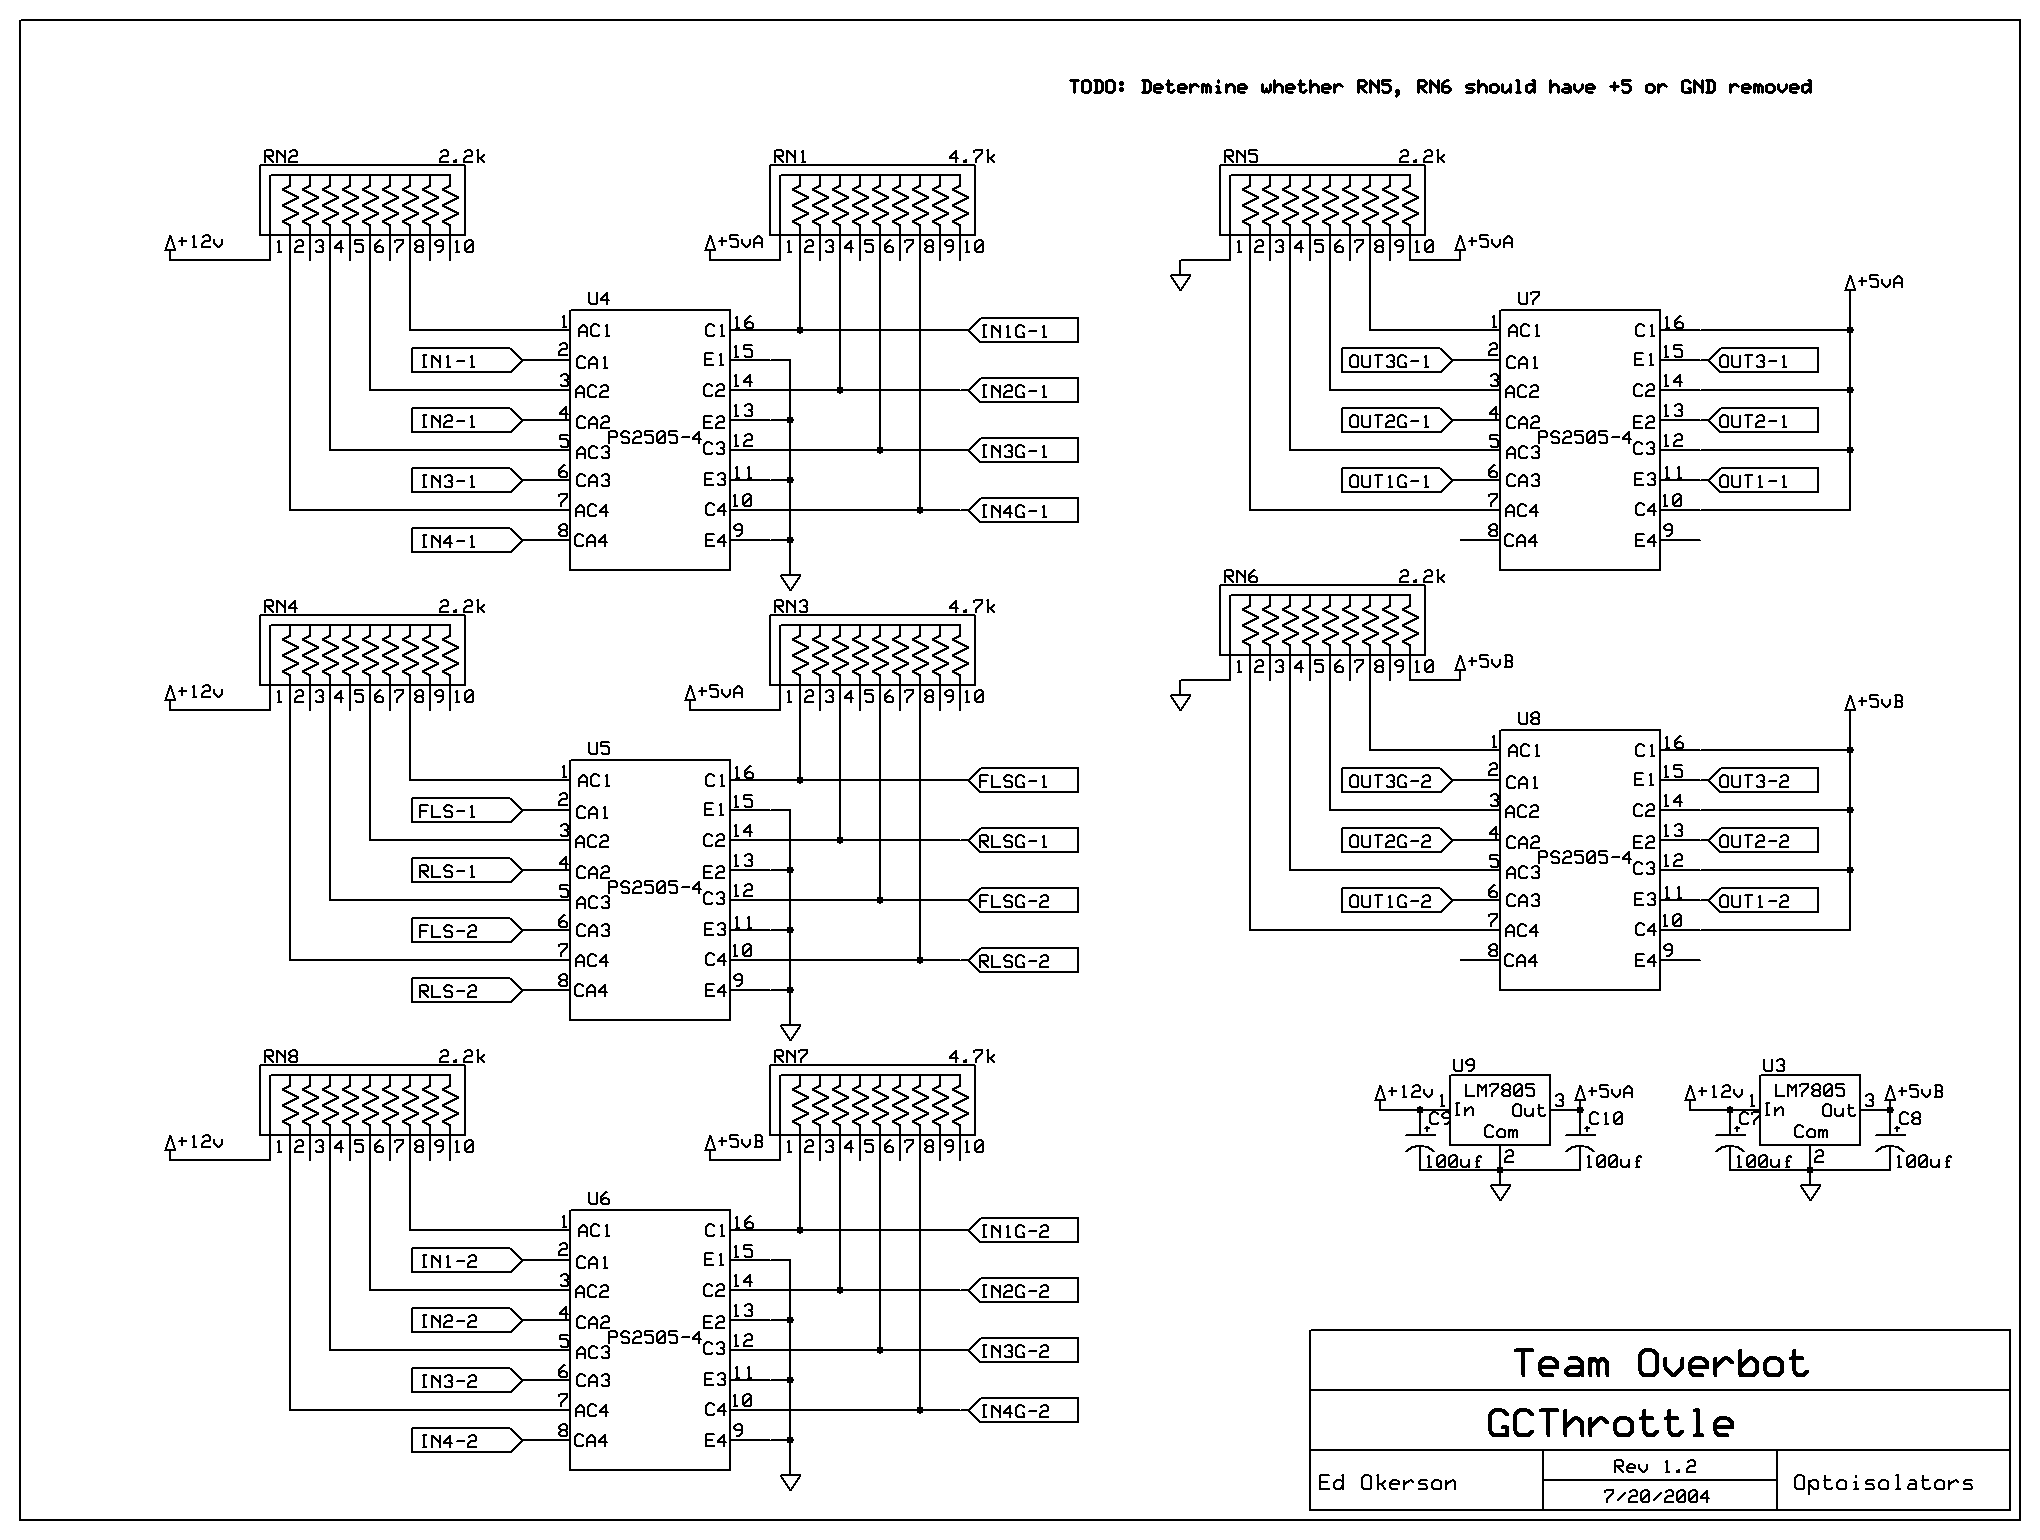 TODO: Determine whether RN5, RN6 should have +5 or GND removed
RN2 2.2k
+12v
1 2 3 4 5 6 7 8 9 10
RN1 4.7k
+5vA
1 2 3 4 5 6 7 8 9 10
U4
PS2505-4
1 AC1 C1 16 IN1G-1
IN1-1 2 CA1 E1 15
3 AC2 C2 14 IN2G-1
IN2-1 4 CA2 E2 13
5 AC3 C3 12 IN3G-1
IN3-1 6 CA3 E3 11
7 AC4 C4 10 IN4G-1
IN4-1 8 CA4 E4 9
RN4 2.2k
+12v
1 2 3 4 5 6 7 8 9 10
RN3 4.7k
+5vA
1 2 3 4 5 6 7 8 9 10
U5
PS2505-4
1 AC1 C1 16 FLSG-1
FLS-1 2 CA1 E1 15
3 AC2 C2 14 RLSG-1
RLS-1 4 CA2 E2 13
5 AC3 C3 12 FLSG-2
FLS-2 6 CA3 E3 11
7 AC4 C4 10 RLSG-2
RLS-2 8 CA4 E4 9
RN8 2.2k
+12v
1 2 3 4 5 6 7 8 9 10
RN7 4.7k
+5vB
1 2 3 4 5 6 7 8 9 10
U6
PS2505-4
1 AC1 C1 16 IN1G-2
IN1-2 2 CA1 E1 15
3 AC2 C2 14 IN2G-2
IN2-2 4 CA2 E2 13
5 AC3 C3 12 IN3G-2
IN3-2 6 CA3 E3 11
7 AC4 C4 10 IN4G-2
IN4-2 8 CA4 E4 9
RN5 2.2k
1 2 3 4 5 6 7 8 9 10
+5vA
+5vA
U7
PS2505-4
1 AC1 C1 16
OUT3G-1 2 CA1 E1 15 OUT3-1
3 AC2 C2 14
OUT2G-1 4 CA2 E2 13 OUT2-1
5 AC3 C3 12
OUT1G-1 6 CA3 E3 11 OUT1-1
7 AC4 C4 10
8 CA4 E4 9
RN6 2.2k
1 2 3 4 5 6 7 8 9 10
+5vB
+5vB
U8
PS2505-4
1 AC1 C1 16
OUT3G-2 2 CA1 E1 15 OUT3-2
3 AC2 C2 14
OUT2G-2 4 CA2 E2 13 OUT2-2
5 AC3 C3 12
OUT1G-2 6 CA3 E3 11 OUT1-2
7 AC4 C4 10
8 CA4 E4 9
U9
+12v 1 LM7805 3 +5vA
C9 In Out C10
Com
100uf 2 100uf
U3
+12v 1 LM7805 3 +5vB
C7 In Out C8
Com
100uf 2 100uf
Team Overbot
GCThrottle
Ed Okerson
Rev 1.2
7/20/2004
Optoisolators